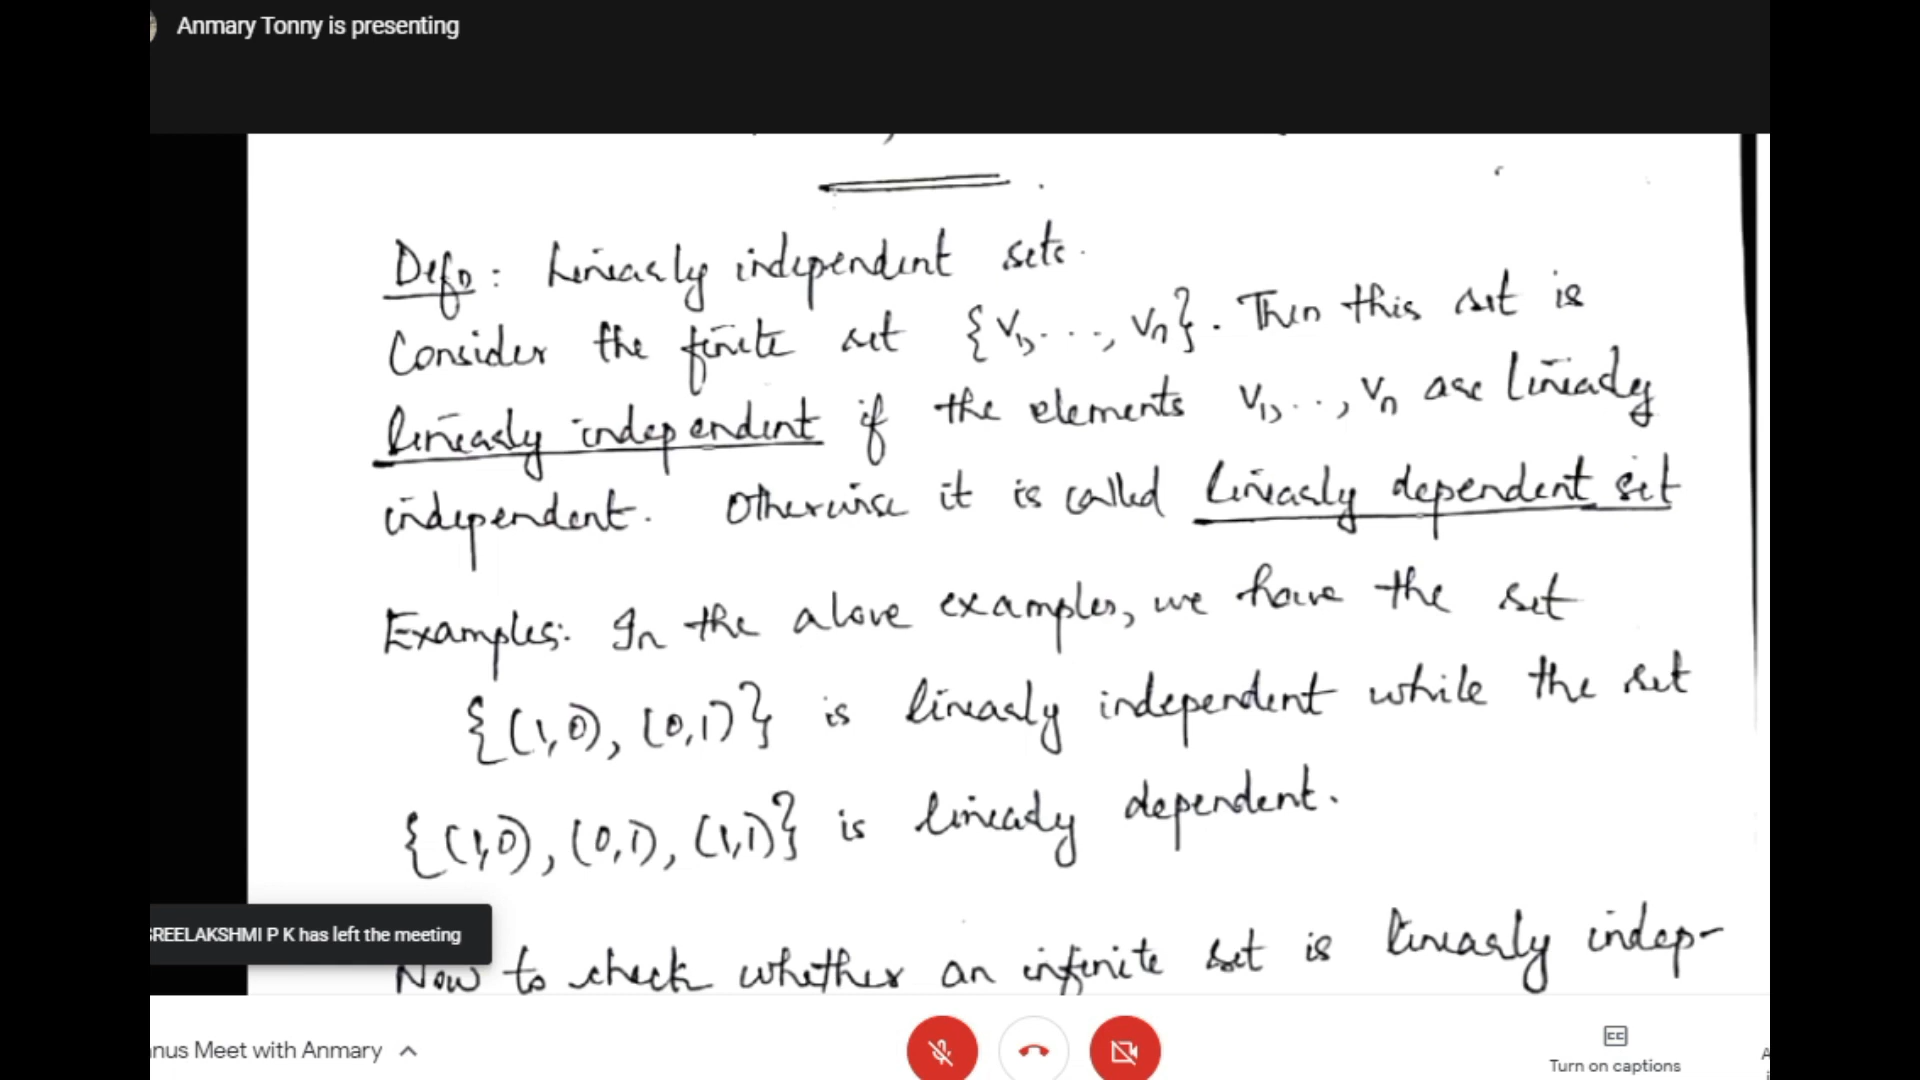 Anmary Tonny is presenting
Defn: Linearly independent sets.
Consider the finite set {v1, ..., vn}. Then this set is
linearly independent if the elements v1, .., vn are linearly
independent. Otherwise it is called linearly dependent set
Examples: In the above examples, we have the set
{(1,0), (0,1)} is linearly independent while the set
{(1,0), (0,1), (1,1)} is linearly dependent.
SREELAKSHMI P K has left the meeting
Now to check whether an infinite set is linearly indep-
nus Meet with Anmary
Turn on captions